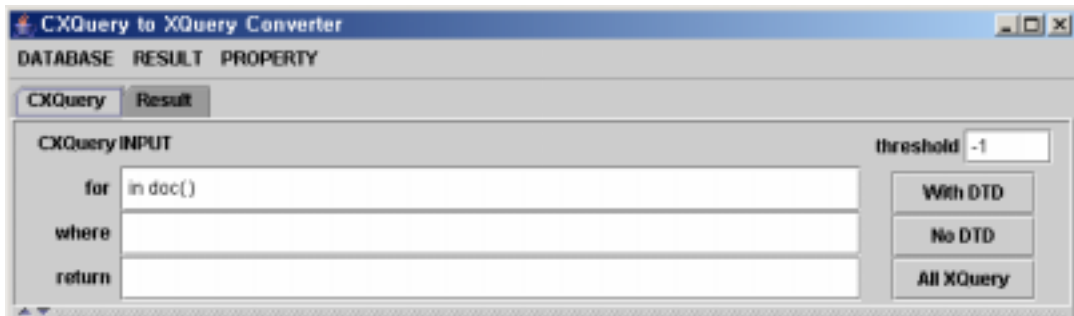 CXQuery to XQuery Converter
DATABASE RESULT PROPERTY
CXQuery Result
CXQuery INPUT threshold -1
for in doc() With DTD
where No DTD
return All XQuery